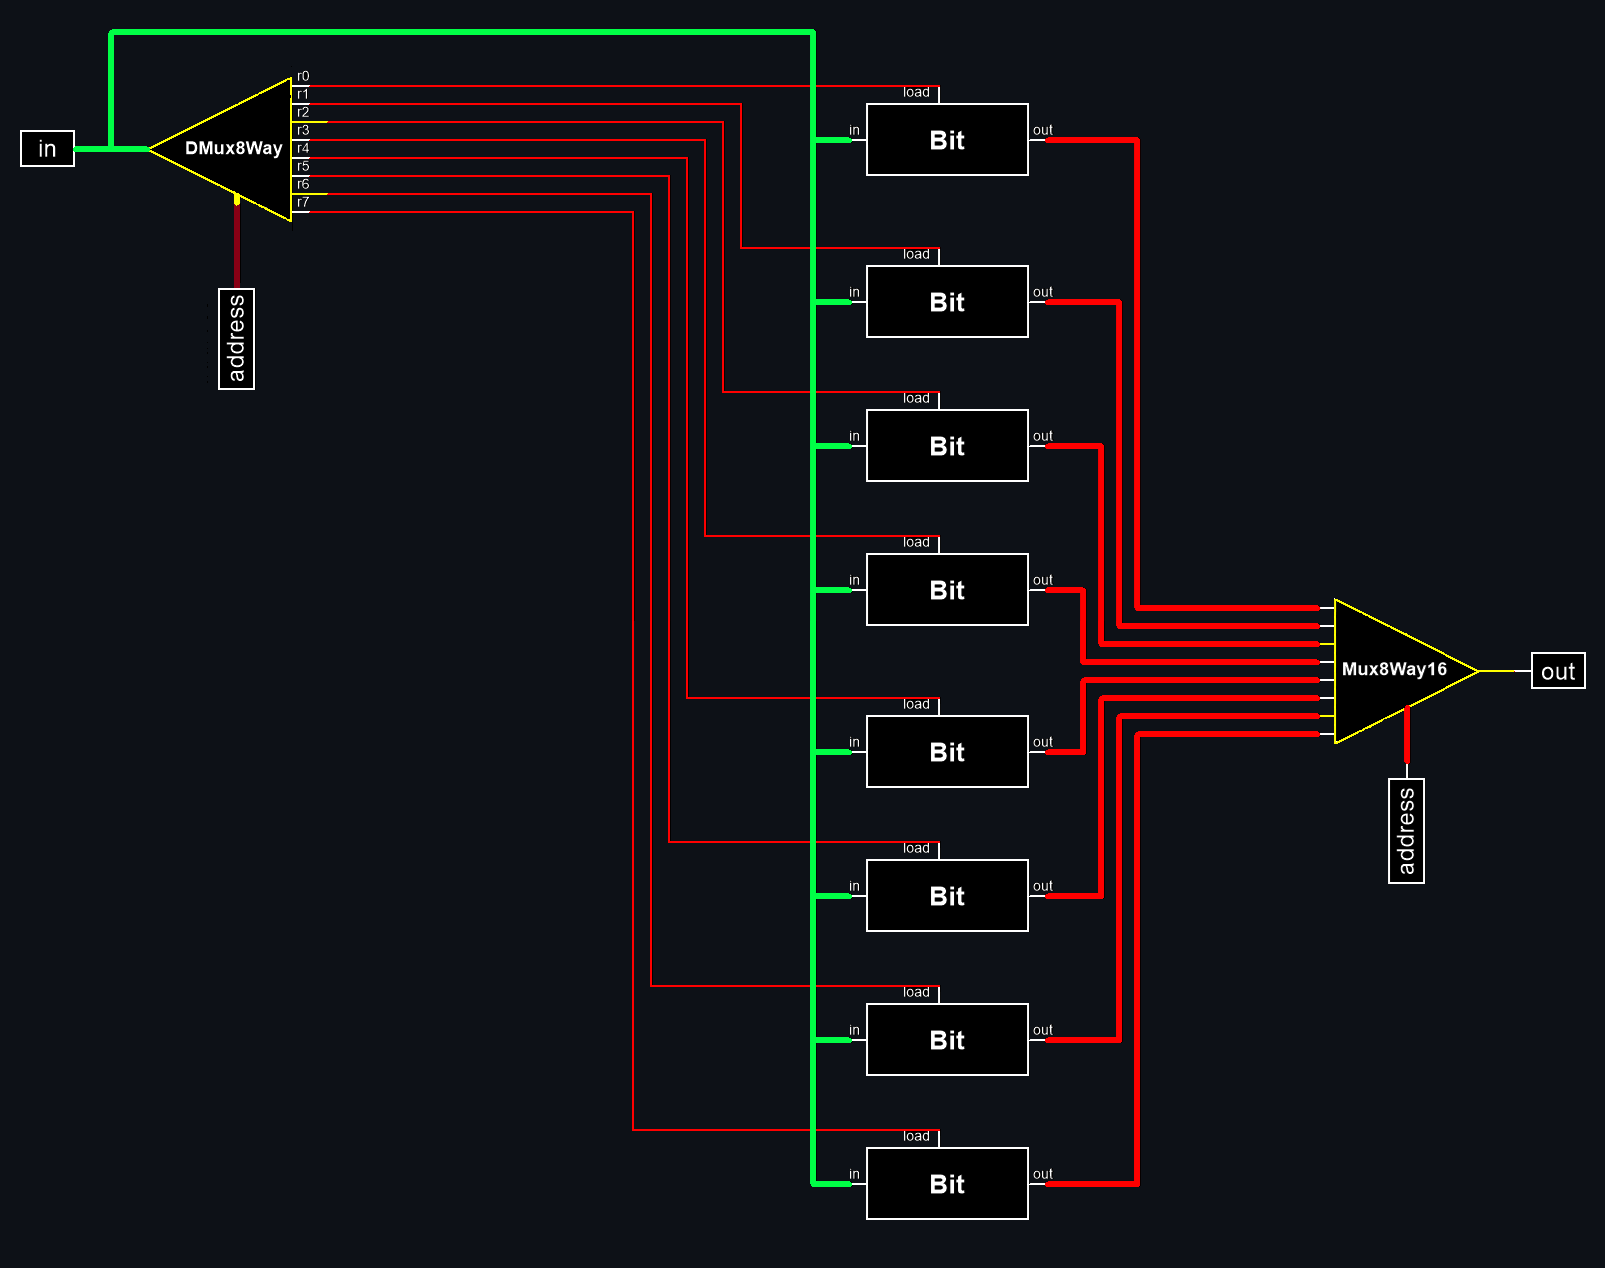 in
DMux8Way
r0
r1
r2
r3
r4
r5
r6
r7
address
load
in
Bit
out
load
in
Bit
out
load
in
Bit
out
load
in
Bit
out
load
in
Bit
out
load
in
Bit
out
load
in
Bit
out
load
in
Bit
out
Mux8Way16
out
address